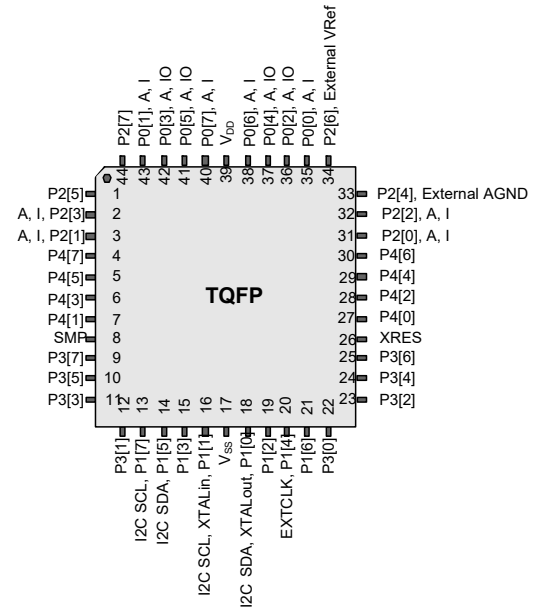 P2[7]
P0[1], A, I
P0[3], A, IO
P0[5], A, IO
P0[7], A, I
VDD
P0[6], A, I
P0[4], A, IO
P0[2], A, IO
P0[0], A, I
P2[6], External VRef
44
43
42
41
40
39
38
37
36
35
34
P2[5] 1
A, I, P2[3] 2
A, I, P2[1] 3
P4[7] 4
P4[5] 5
P4[3] 6
P4[1] 7
SMP 8
P3[7] 9
P3[5] 10
P3[3] 11
TQFP
33 P2[4], External AGND
32 P2[2], A, I
31 P2[0], A, I
30 P4[6]
29 P4[4]
28 P4[2]
27 P4[0]
26 XRES
25 P3[6]
24 P3[4]
23 P3[2]
12
13
14
15
16
17
18
19
20
21
22
P3[1]
I2C SCL, P1[7]
I2C SDA, P1[5]
P1[3]
I2C SCL, XTALin, P1[1]
VSS
I2C SDA, XTALout, P1[0]
P1[2]
EXTCLK, P1[4]
P1[6]
P3[0]